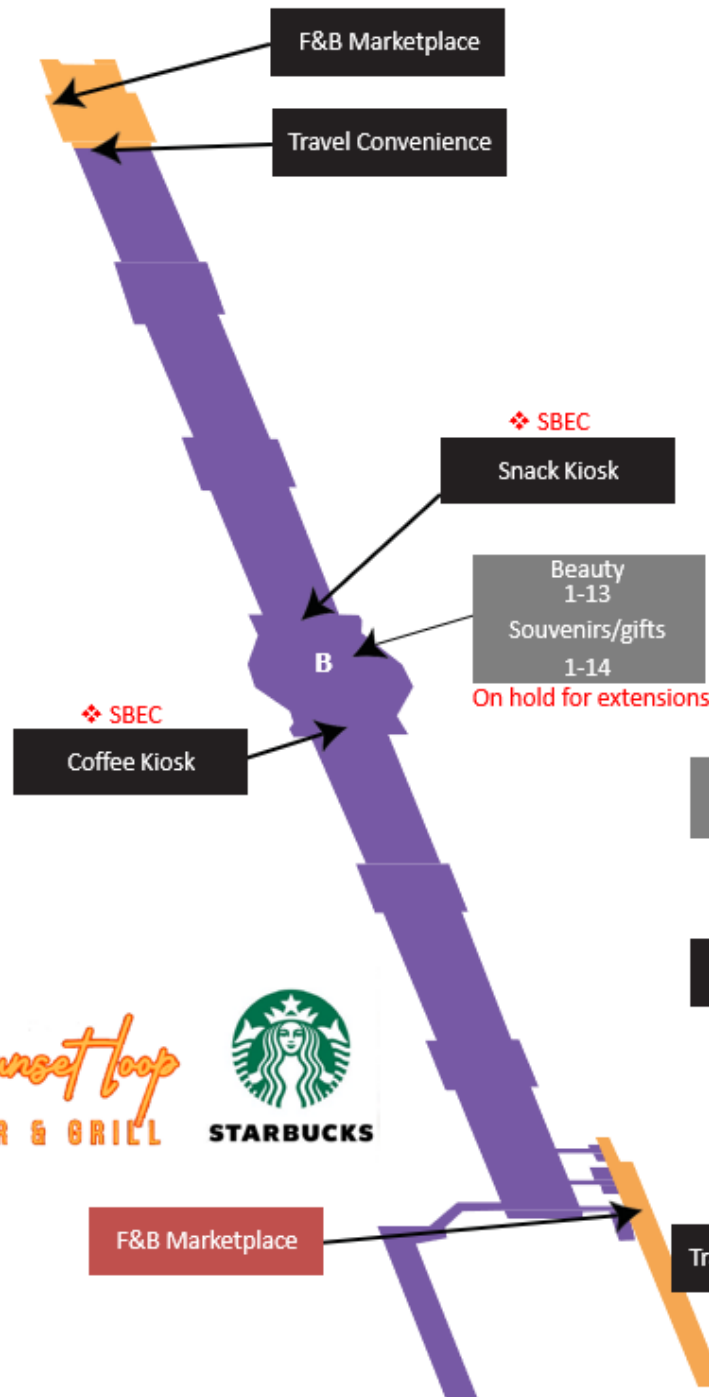 F&B Marketplace
Travel Convenience
❖ SBEC
Snack Kiosk
Beauty
1-13
Souvenirs/gifts
1-14
On hold for extensions
B
❖ SBEC
Coffee Kiosk
loop
& GRILL
STARBUCKS
F&B Marketplace